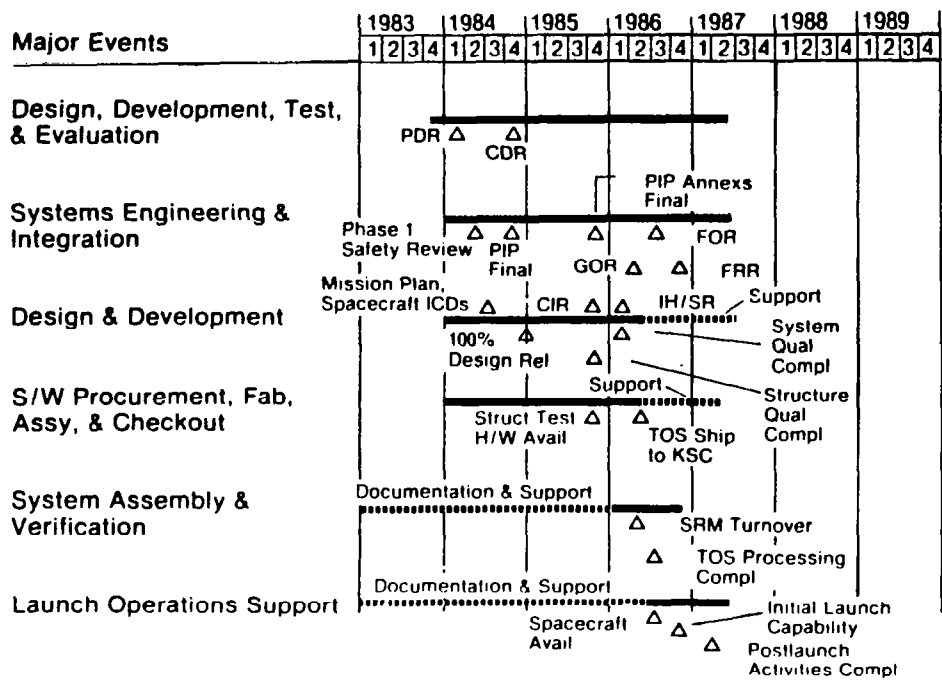 Major Events
1983 1984 1985 1986 1987 1988 1989
1 2 3 4 1 2 3 4 1 2 3 4 1 2 3 4 1 2 3 4 1 2 3 4 1 2 3 4
Design, Development, Test,
& Evaluation
PDR
CDR
PIP Annexs
Final
Systems Engineering &
Integration
Phase 1
Safety Review
PIP
Final
GOR
FOR
FRR
Mission Plan,
Spacecraft ICDs
CIR
IH/SR
Support
Design & Development
100%
Design Rel
System
Qual
Compl
S/W Procurement, Fab,
Assy, & Checkout
Support
Structure
Qual
Compl
Struct Test
H/W Avail
TOS Ship
to KSC
System Assembly &
Verification
Documentation & Support
SRM Turnover
TOS Processing
Compl
Documentation & Support
Launch Operations Support
Spacecraft
Avail
Initial Launch
Capability
Postlaunch
Activities Compl